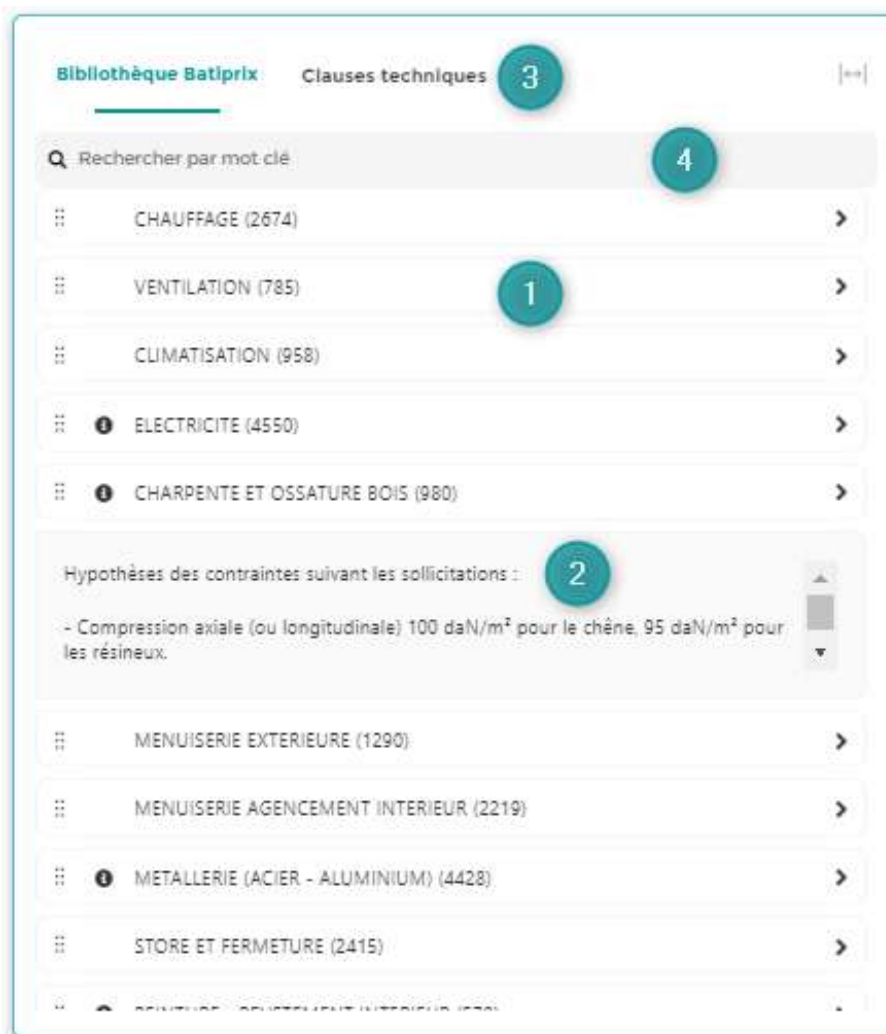 Bibliothèque Batiprix Clauses techniques 3
Rechercher par mot clé 4
CHAUFFAGE (2674)
VENTILATION (785) 1
CLIMATISATION (958)
ELECTRICITE (4550)
CHARPENTE ET OSSATURE BOIS (980)
Hypothèses des contraintes suivant les sollicitations : 2
- Compression axiale (ou longitudinale) 100 daN/m² pour le chêne, 95 daN/m² pour
les résineux.
MENUISERIE EXTERIEURE (1290)
MENUISERIE AGENCEMENT INTERIEUR (2219)
METALLERIE (ACIER - ALUMINIUM) (4428)
STORE ET FERMETURE (2415)